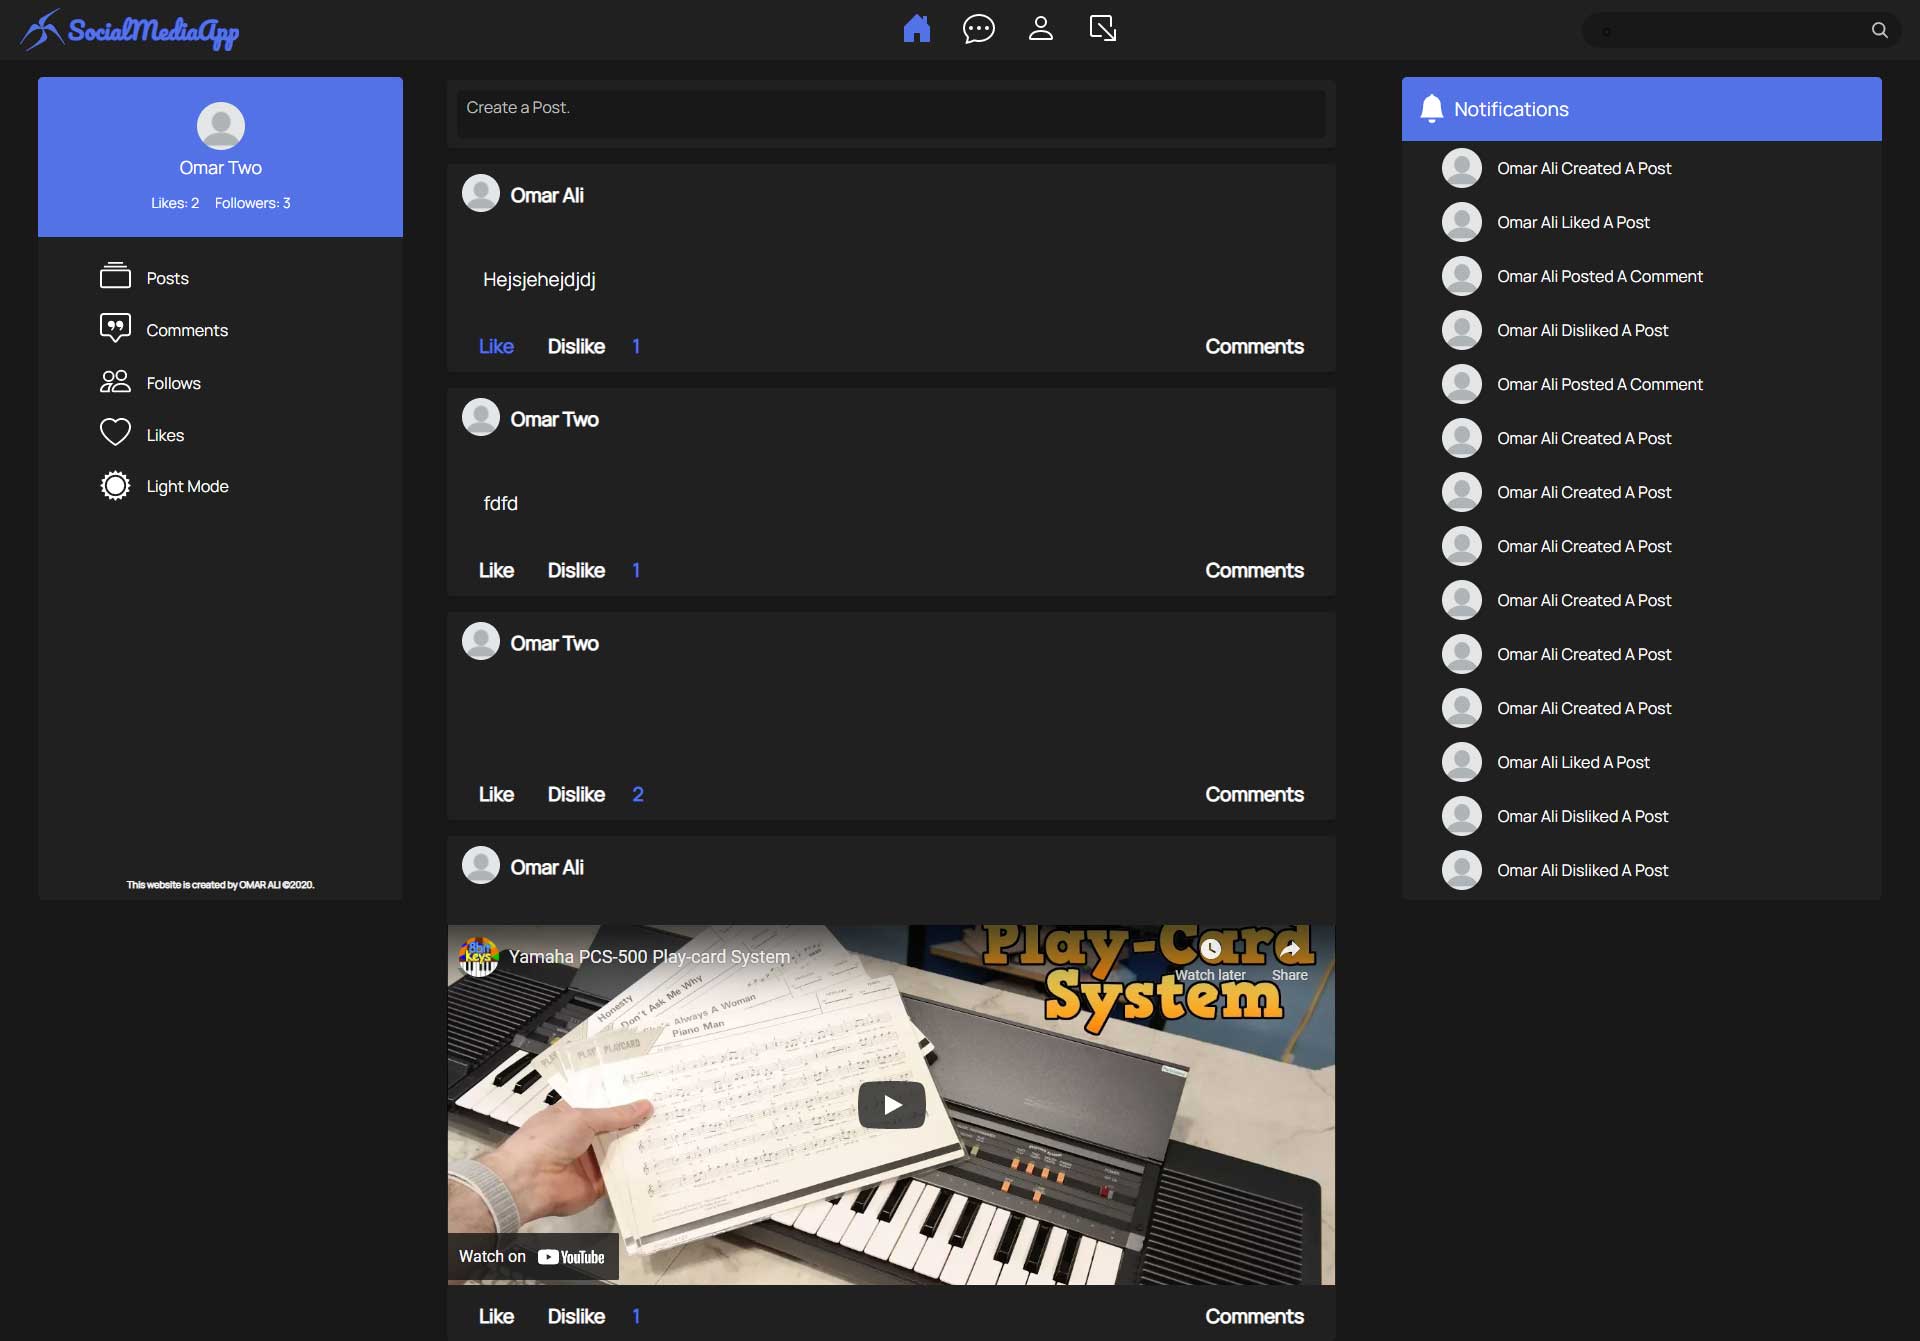 SocialMediaApp
o
Omar Two
Likes: 2 Followers: 3
Posts
Comments
Follows
Likes
Light Mode
This website is created by OMAR ALI ©2020.
Create a Post.
Omar Ali
Hejsjehejdjdj
Like Dislike 1 Comments
Omar Two
fdfd
Like Dislike 1 Comments
Omar Two
Like Dislike 2 Comments
Omar Ali
8bit Keys
Yamaha PCS-500 Play-card System
Play-Card
System
Watch later Share
Honesty
Don't Ask Me Why
Always A Woman
Piano Man
PLAYCARD
Watch on YouTube
Like Dislike 1 Comments
Notifications
Omar Ali Created A Post
Omar Ali Liked A Post
Omar Ali Posted A Comment
Omar Ali Disliked A Post
Omar Ali Posted A Comment
Omar Ali Created A Post
Omar Ali Created A Post
Omar Ali Created A Post
Omar Ali Created A Post
Omar Ali Created A Post
Omar Ali Created A Post
Omar Ali Liked A Post
Omar Ali Disliked A Post
Omar Ali Disliked A Post